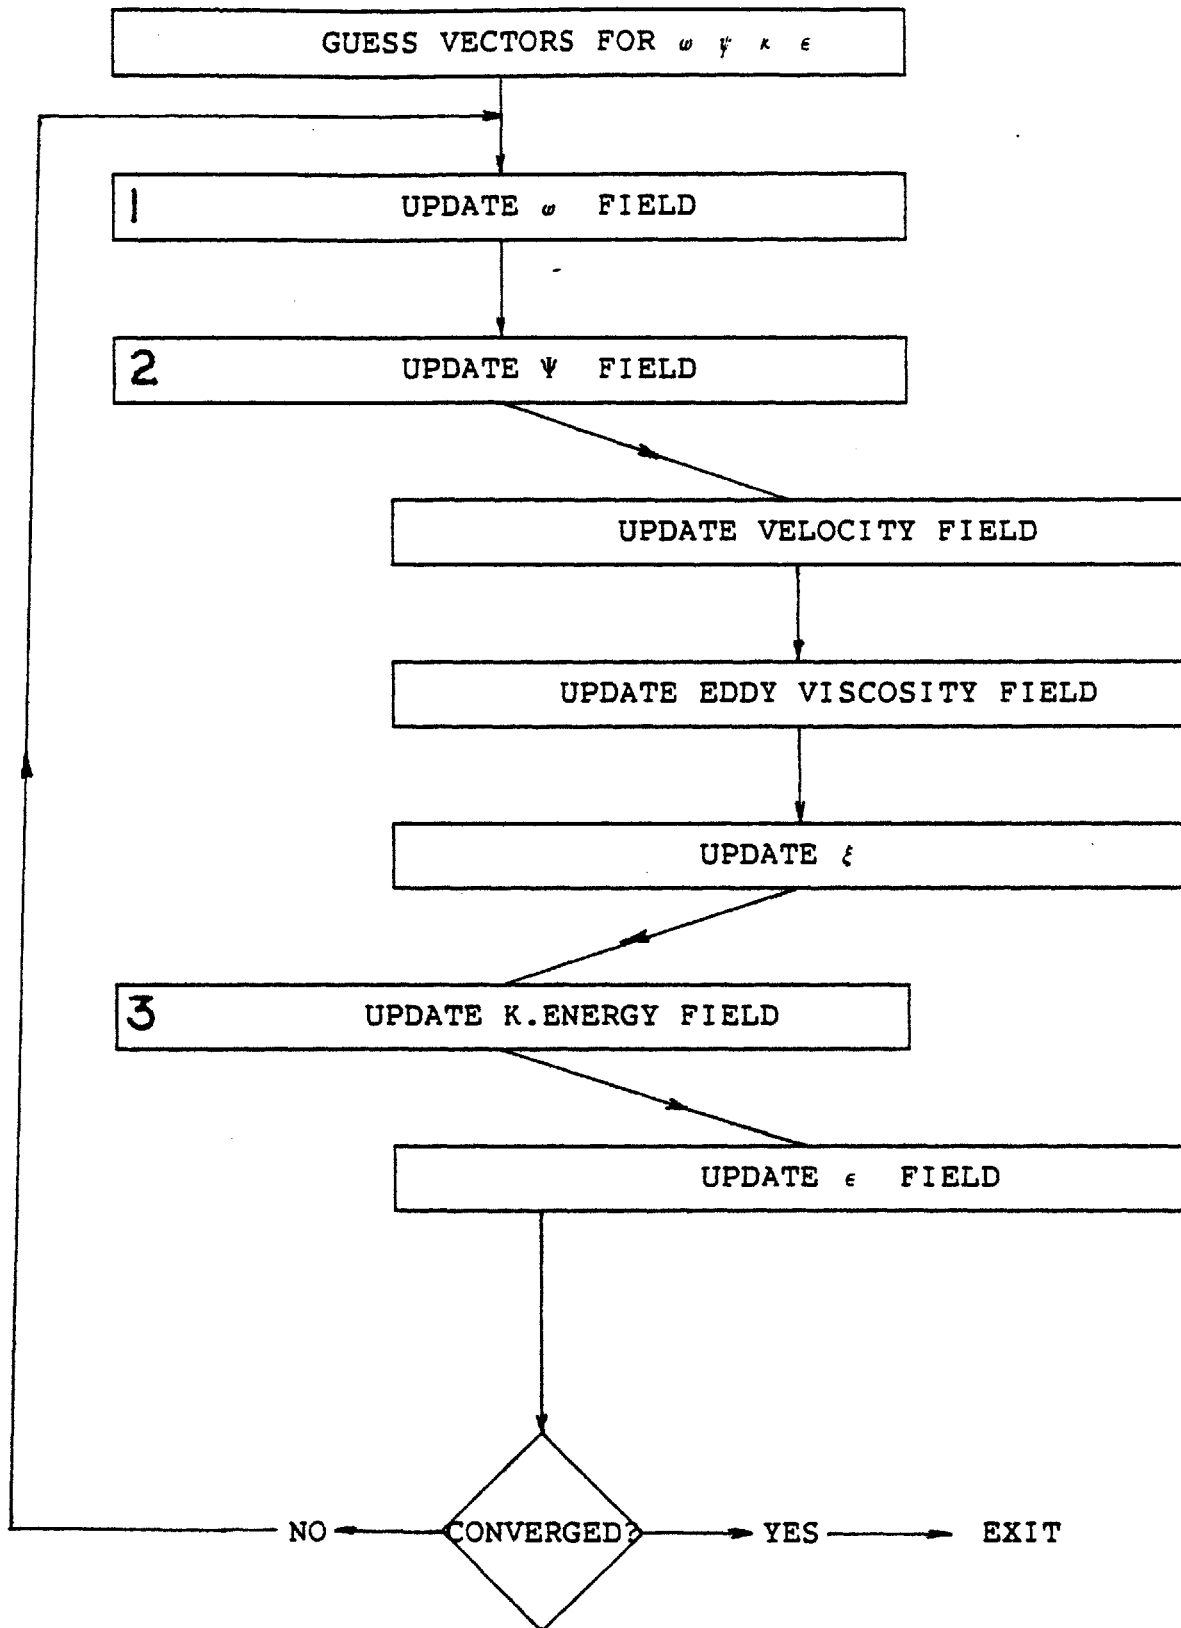 GUESS VECTORS FOR ω ψ κ ϵ
1 UPDATE ω FIELD
2 UPDATE Ψ FIELD
UPDATE VELOCITY FIELD
UPDATE EDDY VISCOSITY FIELD
UPDATE ξ
3 UPDATE K.ENERGY FIELD
UPDATE ϵ FIELD
NO CONVERGED? YES EXIT